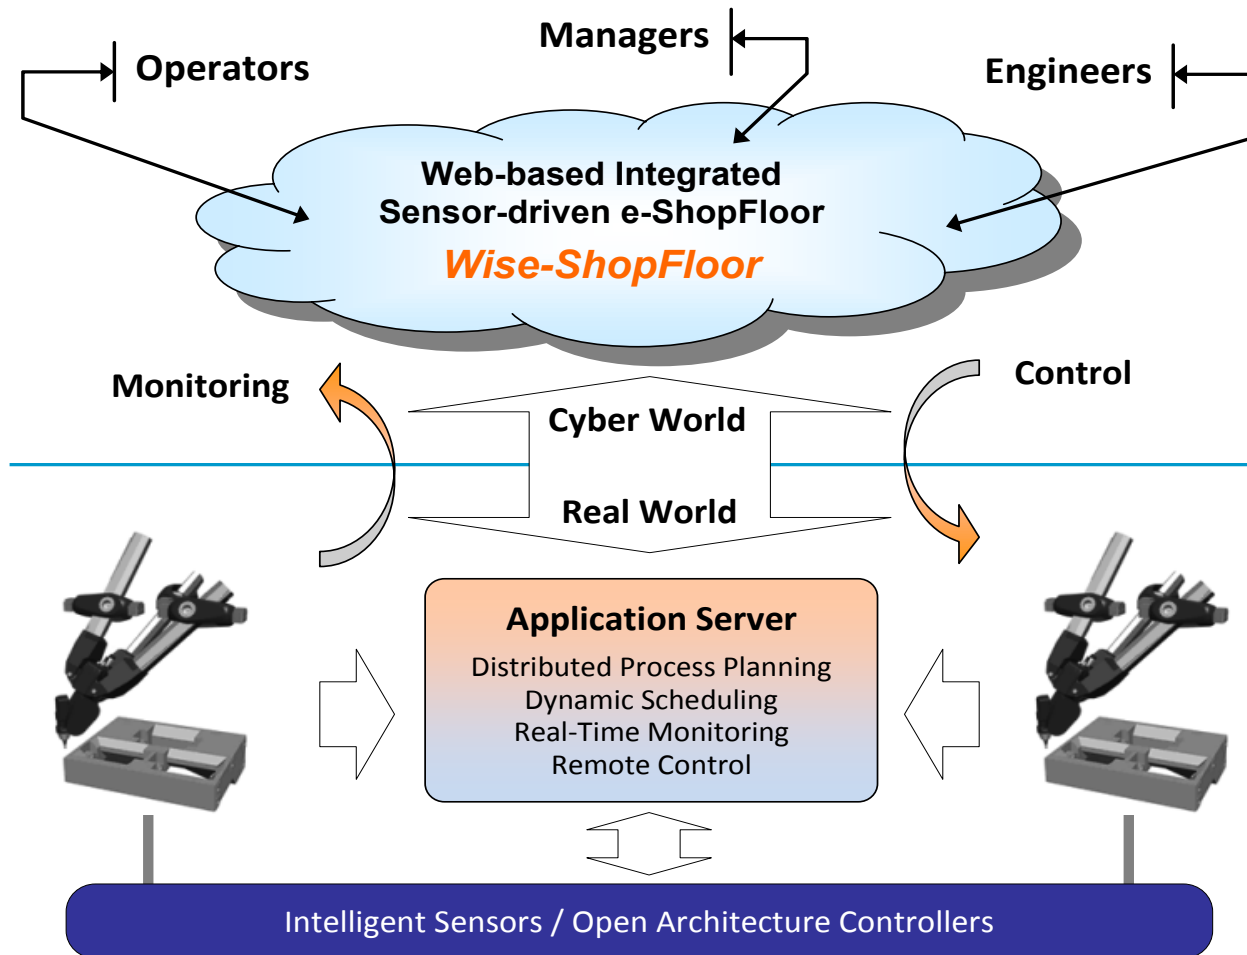 Managers
Operators
Engineers
Web-based Integrated
Sensor-driven e-ShopFloor
Wise-ShopFloor
Monitoring
Control
Cyber World
Real World
Application Server
Distributed Process Planning
Dynamic Scheduling
Real-Time Monitoring
Remote Control
Intelligent Sensors / Open Architecture Controllers